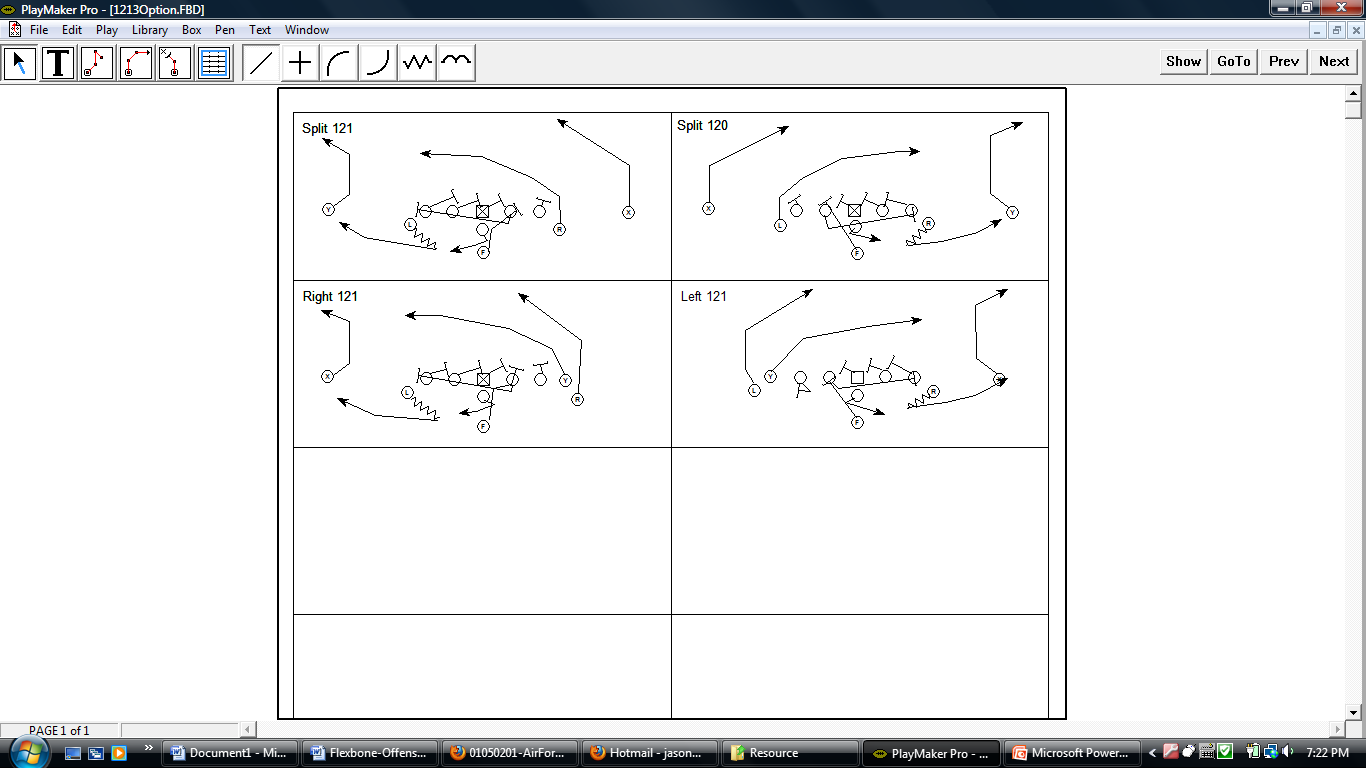 PlayMaker Pro - [1213Option.FBD]
File Edit Play Library Box Pen Text Window
T
Show GoTo Prev Next
Split 121
Y L F R X
Split 120
X L F R Y
Right 121
X L F Y R
Left 121
L Y F R
PAGE 1 of 1
» Document1 - Mi... Flexbone-Offens... 01050201-AirFor... Hotmail - jason... Resource PlayMaker Pro - ... Microsoft Power... 7:22 PM